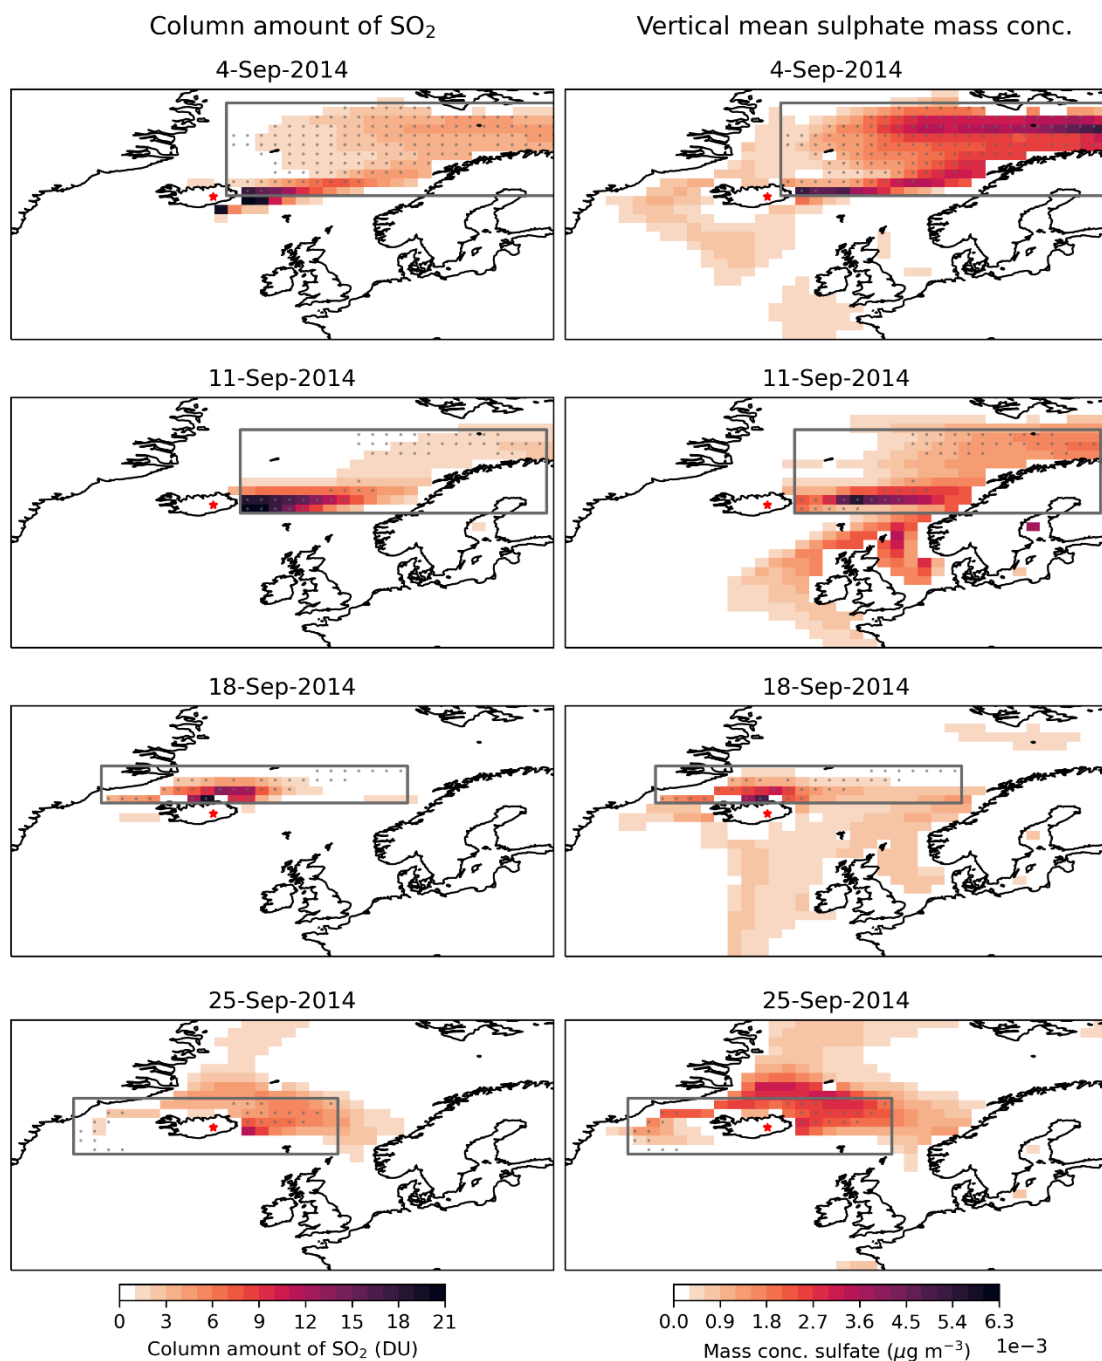 Column amount of SO₂
Vertical mean sulphate mass conc.
4-Sep-2014
4-Sep-2014
11-Sep-2014
11-Sep-2014
18-Sep-2014
18-Sep-2014
25-Sep-2014
25-Sep-2014
0 3 6 9 12 15 18 21
Column amount of SO₂ (DU)
0.0 0.9 1.8 2.7 3.6 4.5 5.4 6.3
1e−3
Mass conc. sulfate (μg m⁻³)